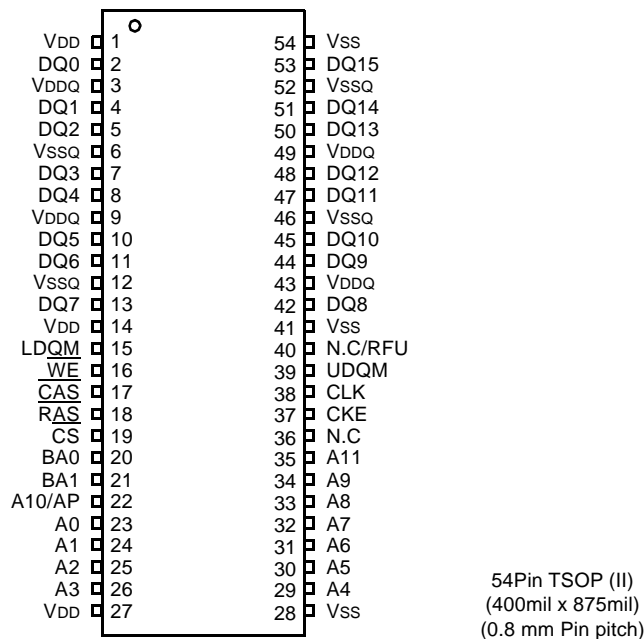 VDD 1 54 VSS
DQ0 2 53 DQ15
VDDQ 3 52 VSSQ
DQ1 4 51 DQ14
DQ2 5 50 DQ13
VSSQ 6 49 VDDQ
DQ3 7 48 DQ12
DQ4 8 47 DQ11
VDDQ 9 46 VSSQ
DQ5 10 45 DQ10
DQ6 11 44 DQ9
VSSQ 12 43 VDDQ
DQ7 13 42 DQ8
VDD 14 41 VSS
LDQM 15 40 N.C/RFU
WE 16 39 UDQM
CAS 17 38 CLK
RAS 18 37 CKE
CS 19 36 N.C
BA0 20 35 A11
BA1 21 34 A9
A10/AP 22 33 A8
A0 23 32 A7
A1 24 31 A6
A2 25 30 A5
A3 26 29 A4
VDD 27 28 VSS
54Pin TSOP (II)
(400mil x 875mil)
(0.8 mm Pin pitch)